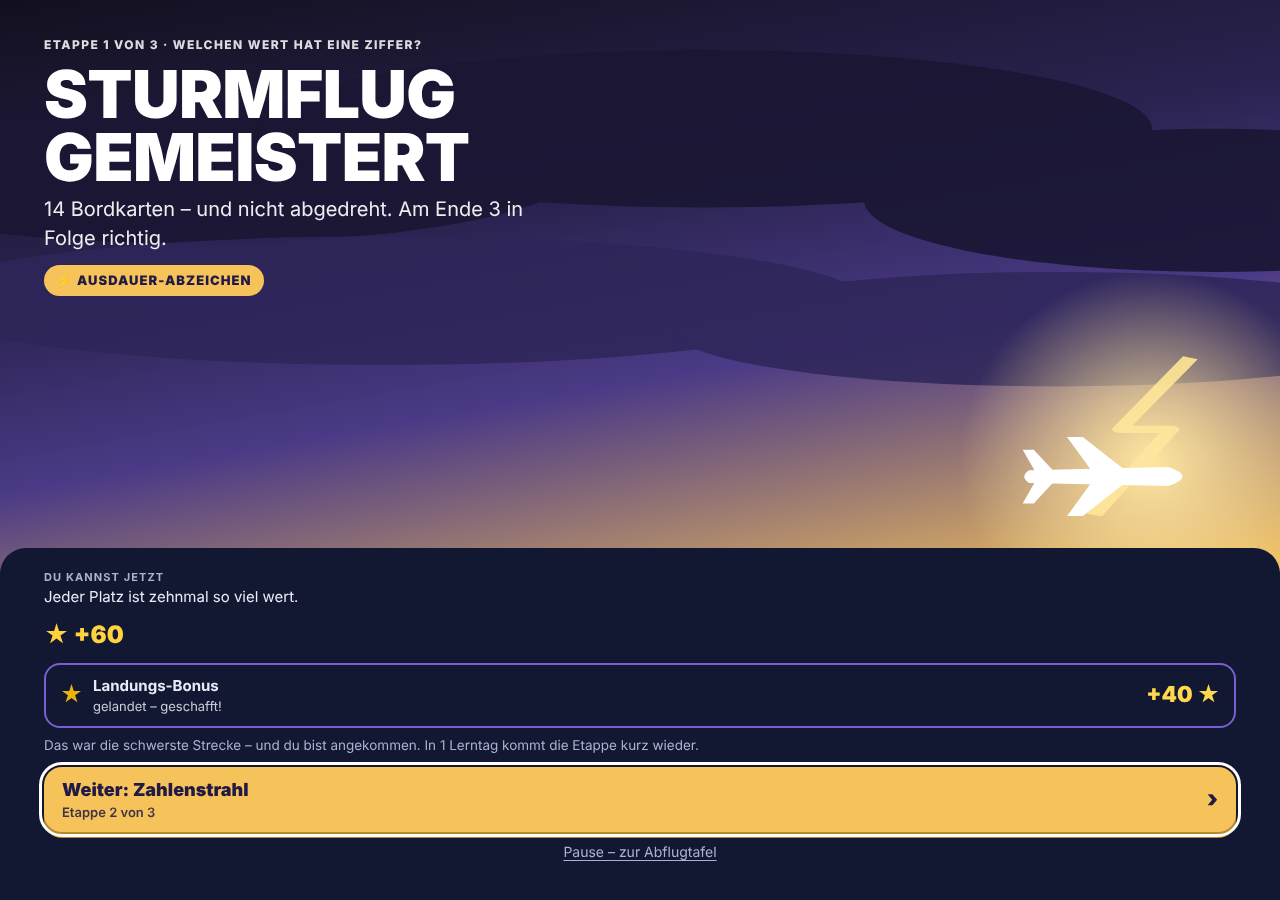 ETAPPE 1 VON 3 · WELCHEN WERT HAT EINE ZIFFER?
STURMFLUG
GEMEISTERT
14 Bordkarten – und nicht abgedreht. Am Ende 3 in
Folge richtig.
⚡ AUSDAUER-ABZEICHEN
DU KANNST JETZT
Jeder Platz ist zehnmal so viel wert.
★ +60
★ Landungs-Bonus
gelandet – geschafft!
+40 ★
Das war die schwerste Strecke – und du bist angekommen. In 1 Lerntag kommt die Etappe kurz wieder.
Weiter: Zahlenstrahl
Etappe 2 von 3
›
Pause – zur Abflugtafel